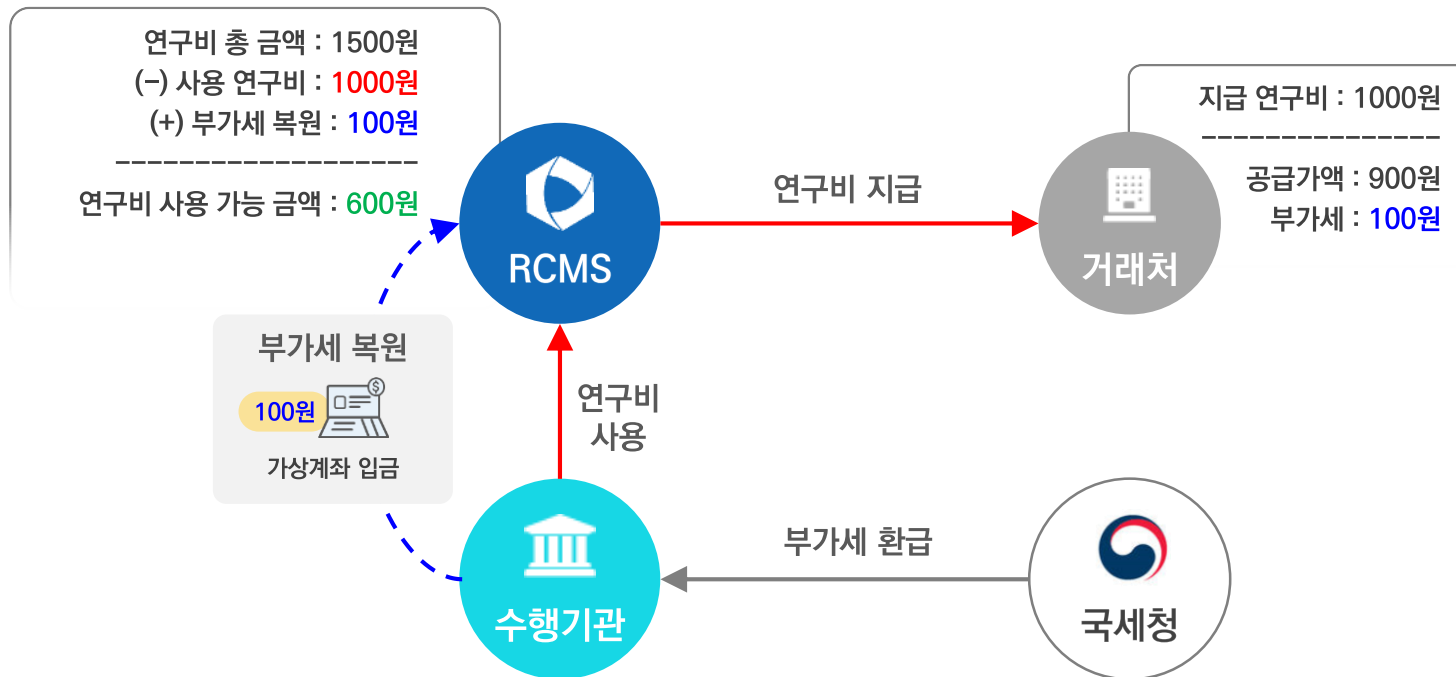 연구비 총 금액 : 1500원
(-) 사용 연구비 : 1000원
(+) 부가세 복원 : 100원
-------------------
연구비 사용 가능 금액 : 600원
지급 연구비 : 1000원
---------------
공급가액 : 900원
부가세 : 100원
연구비 지급
RCMS
거래처
부가세 복원
100원
$
가상계좌 입금
연구비
사용
부가세 환급
수행기관
국세청